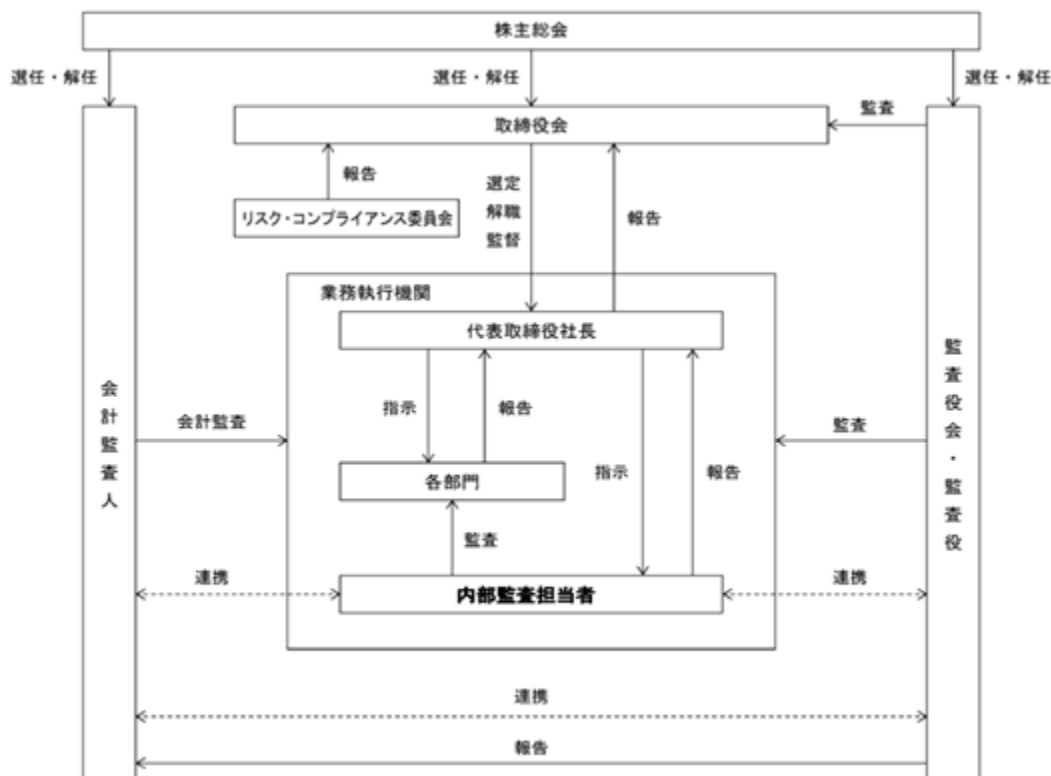 株主総会
選任・解任
選任・解任
選任・解任
取締役会
監査
報告
リスク・コンプライアンス委員会
選定
解職
監督
報告
業務執行機関
代表取締役社長
会計監査人
監査役会・監査役
指示
報告
会計監査
監査
各部門
指示
報告
監査
連携
内部監査担当者
連携
連携
報告